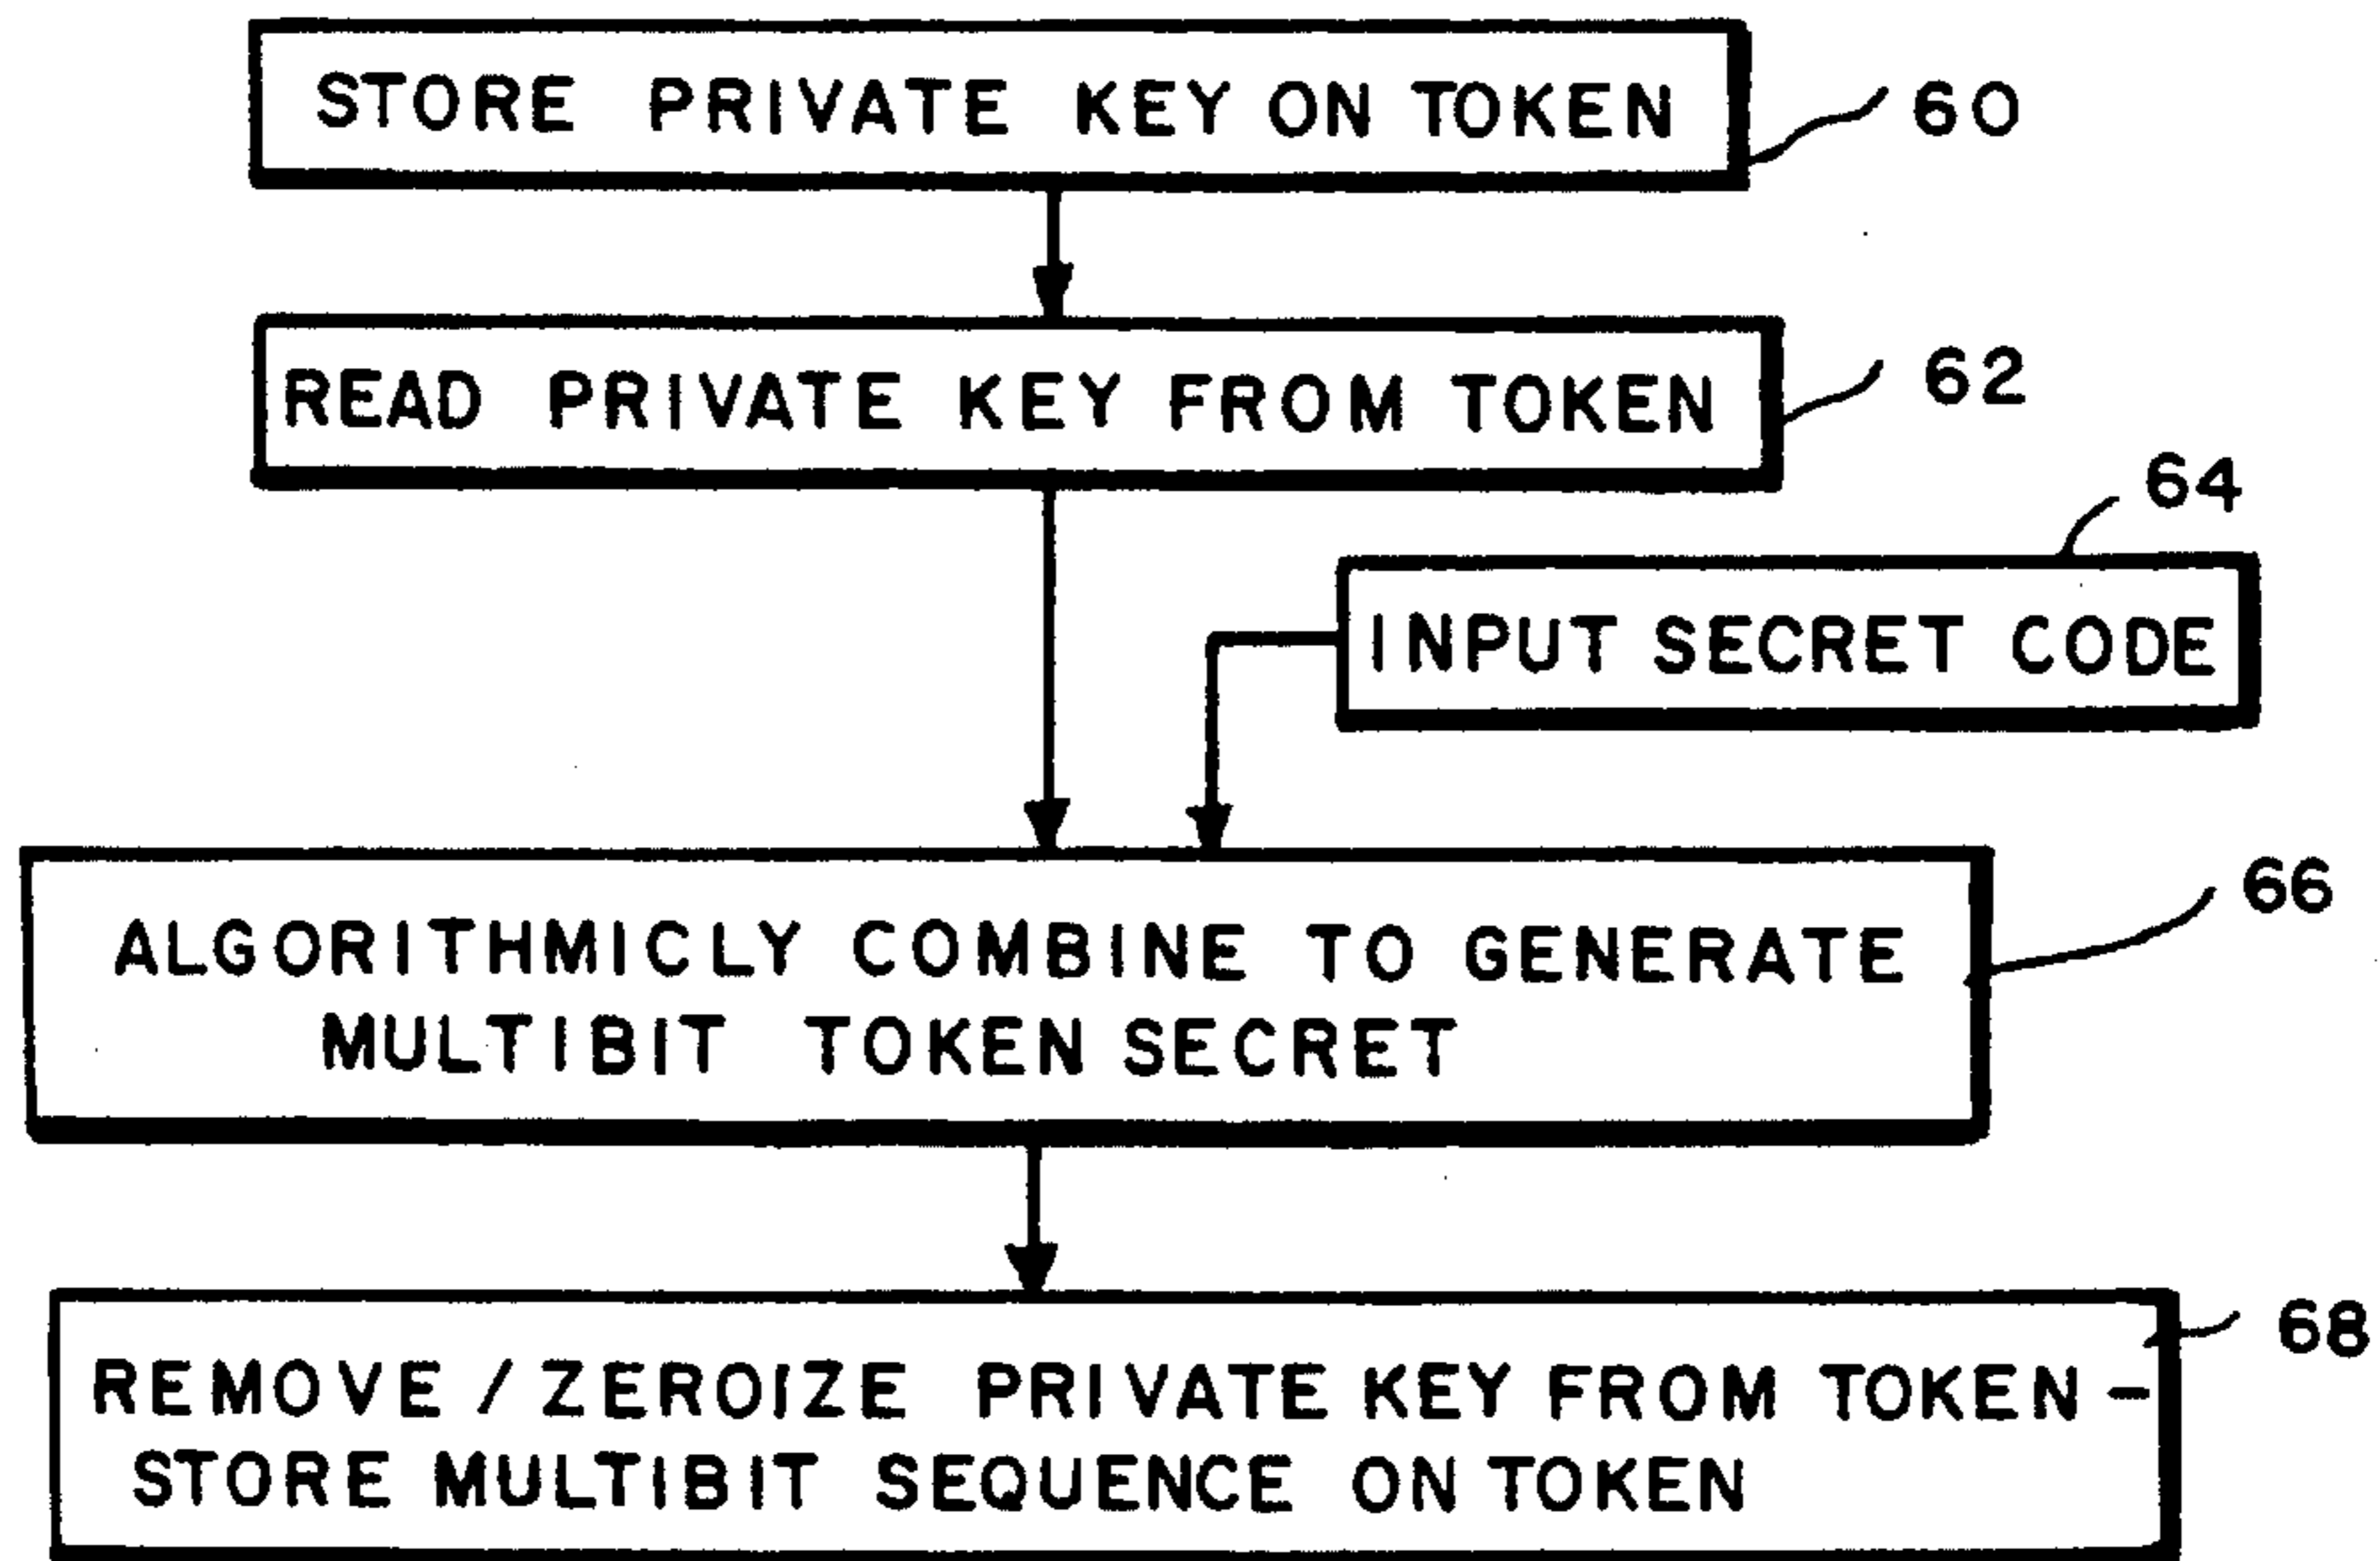 STORE PRIVATE KEY ON TOKEN
60
READ PRIVATE KEY FROM TOKEN
62
64
INPUT SECRET CODE
66
ALGORITHMICLY COMBINE TO GENERATE
MULTIBIT TOKEN SECRET
68
REMOVE / ZEROIZE PRIVATE KEY FROM TOKEN -
STORE MULTIBIT SEQUENCE ON TOKEN